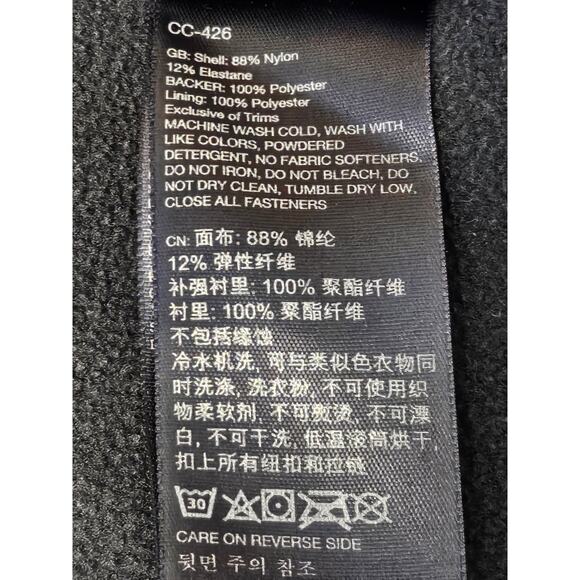 CC-426
GB: Shell: 88% Nylon
12% Elastane
BACKER: 100% Polyester
Lining: 100% Polyester
Exclusive of Trims
MACHINE WASH COLD, WASH WITH
LIKE COLORS, POWDERED
DETERGENT, NO FABRIC SOFTENERS,
DO NOT IRON, DO NOT BLEACH, DO
NOT DRY CLEAN, TUMBLE DRY LOW,
CLOSE ALL FASTENERS
CN: 面布: 88% 锦纶
12% 弹性纤维
补强衬里: 100% 聚酯纤维
衬里: 100% 聚酯纤维
不包括缘蚀
冷水机洗, 可与类似色衣物同
时洗涤, 洗衣粉, 不可使用织
物柔软剂, 不可熨烫, 不可漂
白, 不可干洗, 低温滚筒烘干,
扣上所有纽扣和拉链
30
CARE ON REVERSE SIDE
뒷면 주의 참조